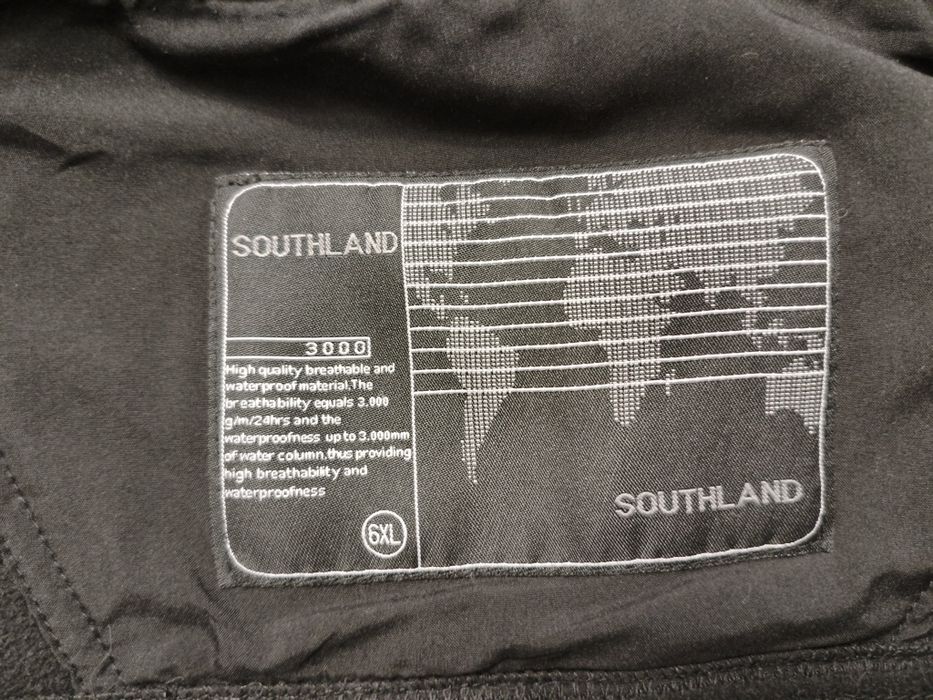 SOUTHLAND
3000
High quality breathable and
waterproof material.The
breathability equals 3.000
g/m/24hrs and the
waterproofness up to 3.000mm
of water column.thus providing
high breathability and
waterproofness
6XL
SOUTHLAND